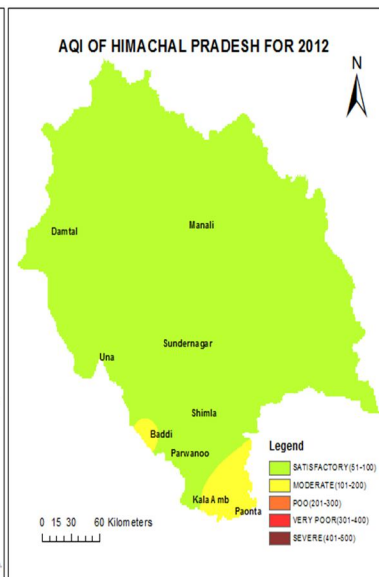 AQI OF HIMACHAL PRADESH FOR 2012
N
Damtal
Manali
Sundernagar
Una
Shimla
Baddi
Parwanoo
Kala Amb
Paonta
Legend
SATISFACTORY(51-100)
MODERATE(101-200)
POO(201-300)
VERY POOR(301-400)
SEVERE(401-500)
0 15 30 60 Kilometers